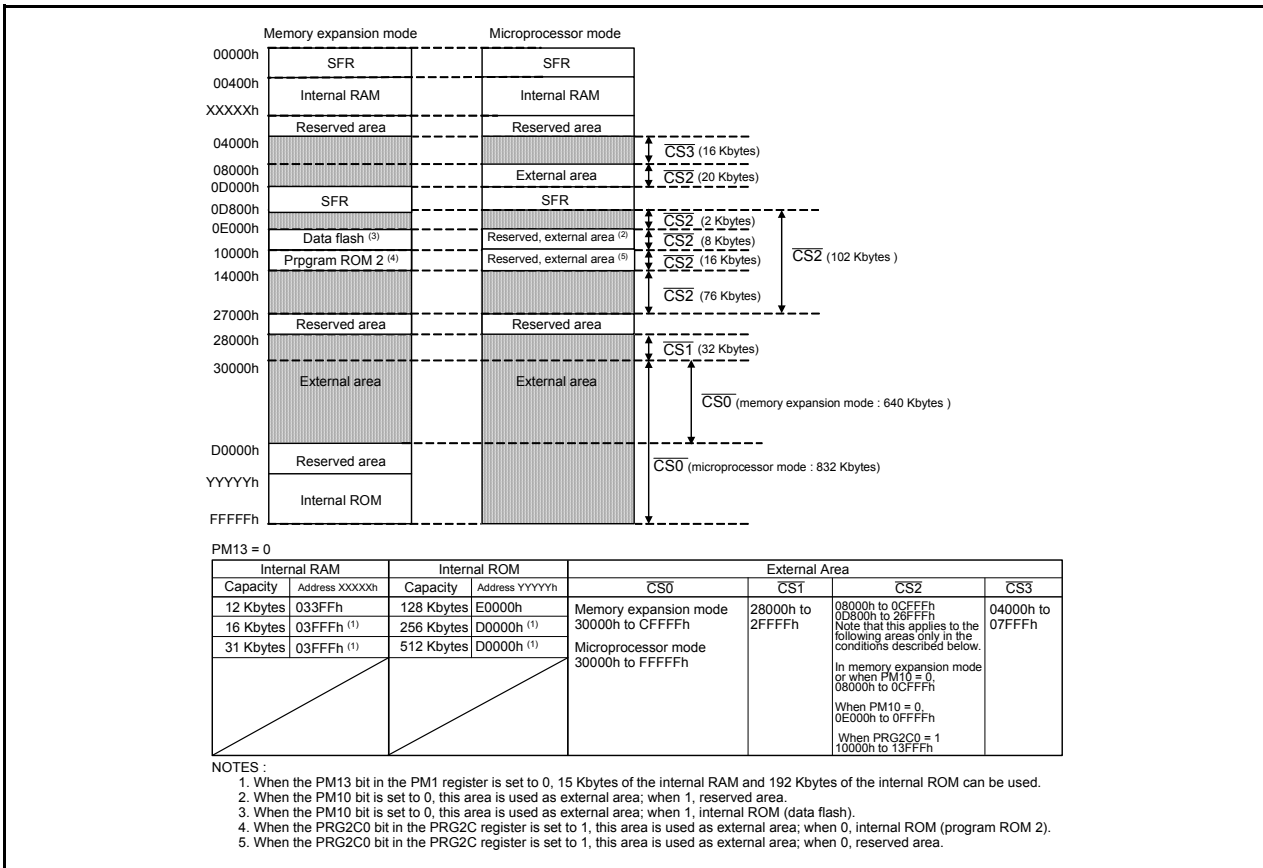 Memory expansion mode
Microprocessor mode
00000h
SFR
SFR
00400h
Internal RAM
Internal RAM
XXXXXh
Reserved area
Reserved area
04000h
CS3 (16 Kbytes)
08000h
External area
CS2 (20 Kbytes)
0D000h
SFR
SFR
0D800h
CS2 (2 Kbytes)
0E000h
Data flash (3)
Reserved, external area (2)
CS2 (8 Kbytes)
CS2 (102 Kbytes )
10000h
Prpgram ROM 2 (4)
Reserved, external area (5)
CS2 (16 Kbytes)
14000h
CS2 (76 Kbytes)
27000h
Reserved area
Reserved area
28000h
CS1 (32 Kbytes)
30000h
External area
External area
CS0 (memory expansion mode : 640 Kbytes )
D0000h
Reserved area
CS0 (microprocessor mode : 832 Kbytes)
YYYYYh
Internal ROM
FFFFFh
PM13 = 0
Internal RAM
Internal ROM
External Area
Capacity
Address XXXXXh
Capacity
Address YYYYYh
CS0
CS1
CS2
CS3
12 Kbytes
033FFh
128 Kbytes
E0000h
16 Kbytes
03FFFh (1)
256 Kbytes
D0000h (1)
31 Kbytes
03FFFh (1)
512 Kbytes
D0000h (1)
Memory expansion mode
30000h to CFFFFh
Microprocessor mode
30000h to FFFFFh
28000h to
2FFFFh
08000h to 0CFFFh
0D800h to 26FFFh
Note that this applies to the
following areas only in the
conditions described below.
In memory expansion mode
or when PM10 = 0,
08000h to 0CFFFh
When PM10 = 0,
0E000h to 0FFFFh
When PRG2C0 = 1
10000h to 13FFFh
04000h to
07FFFh
NOTES :
1. When the PM13 bit in the PM1 register is set to 0, 15 Kbytes of the internal RAM and 192 Kbytes of the internal ROM can be used.
2. When the PM10 bit is set to 0, this area is used as external area; when 1, reserved area.
3. When the PM10 bit is set to 0, this area is used as external area; when 1, internal ROM (data flash).
4. When the PRG2C0 bit in the PRG2C register is set to 1, this area is used as external area; when 0, internal ROM (program ROM 2).
5. When the PRG2C0 bit in the PRG2C register is set to 1, this area is used as external area; when 0, reserved area.